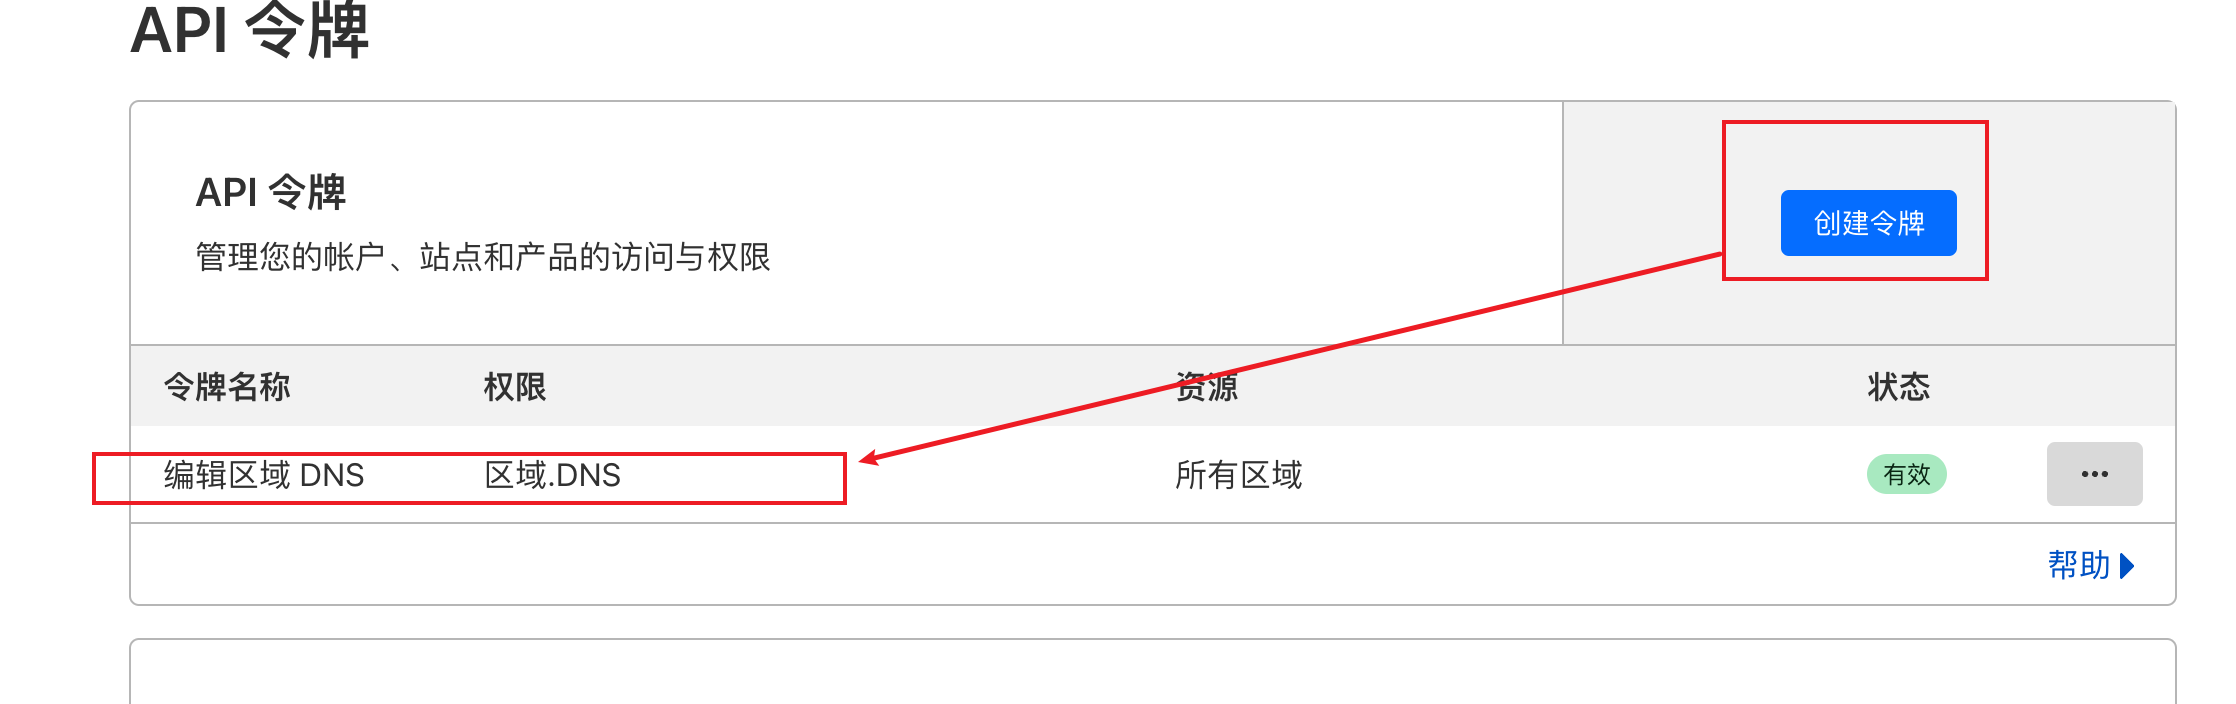 API 令牌
API 令牌
管理您的帐户、站点和产品的访问与权限
创建令牌
令牌名称 权限 资源 状态
编辑区域 DNS 区域.DNS 所有区域 有效
帮助